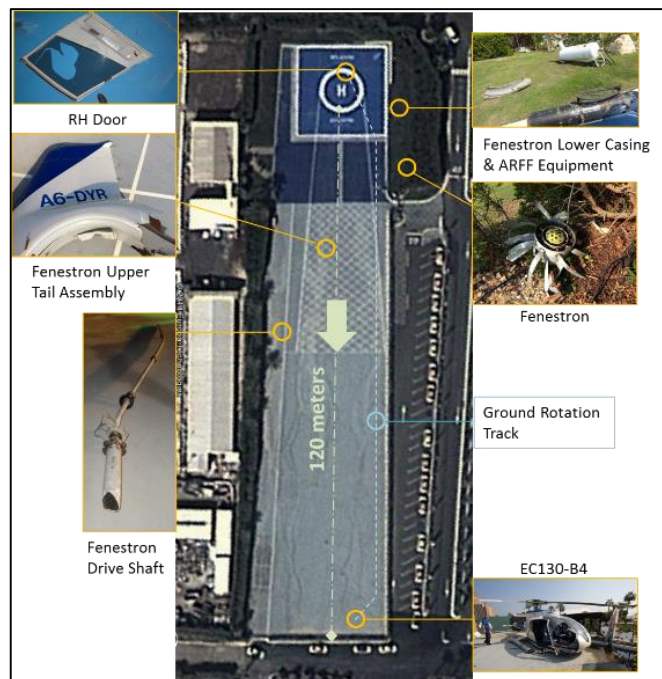 RH Door
A6-DYR
Fenestron Upper
Tail Assembly
Fenestron
Drive Shaft
H
120 meters
Fenestron Lower Casing
& ARFF Equipment
Fenestron
Ground Rotation
Track
EC130-B4